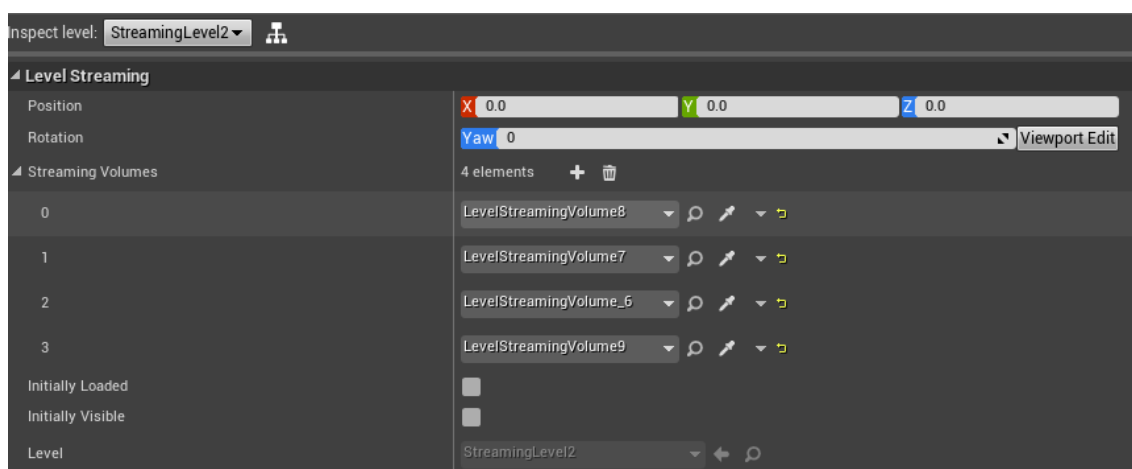 Inspect level: StreamingLevel2
Level Streaming
Position X 0.0 Y 0.0 Z 0.0
Rotation Yaw 0 Viewport Edit
Streaming Volumes 4 elements
0 LevelStreamingVolume8
1 LevelStreamingVolume7
2 LevelStreamingVolume_6
3 LevelStreamingVolume9
Initially Loaded
Initially Visible
Level StreamingLevel2